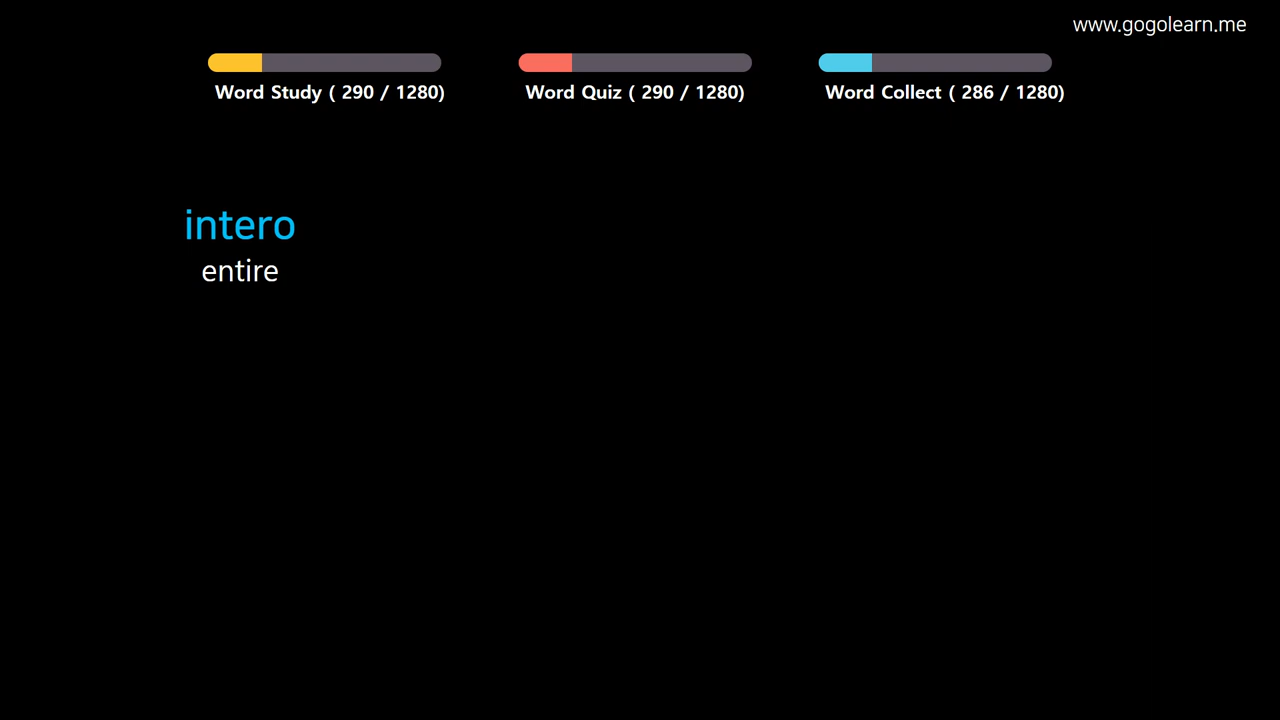 www.gogolearn.me
Word Study ( 290 / 1280)
Word Quiz ( 290 / 1280)
Word Collect ( 286 / 1280)
intero
entire